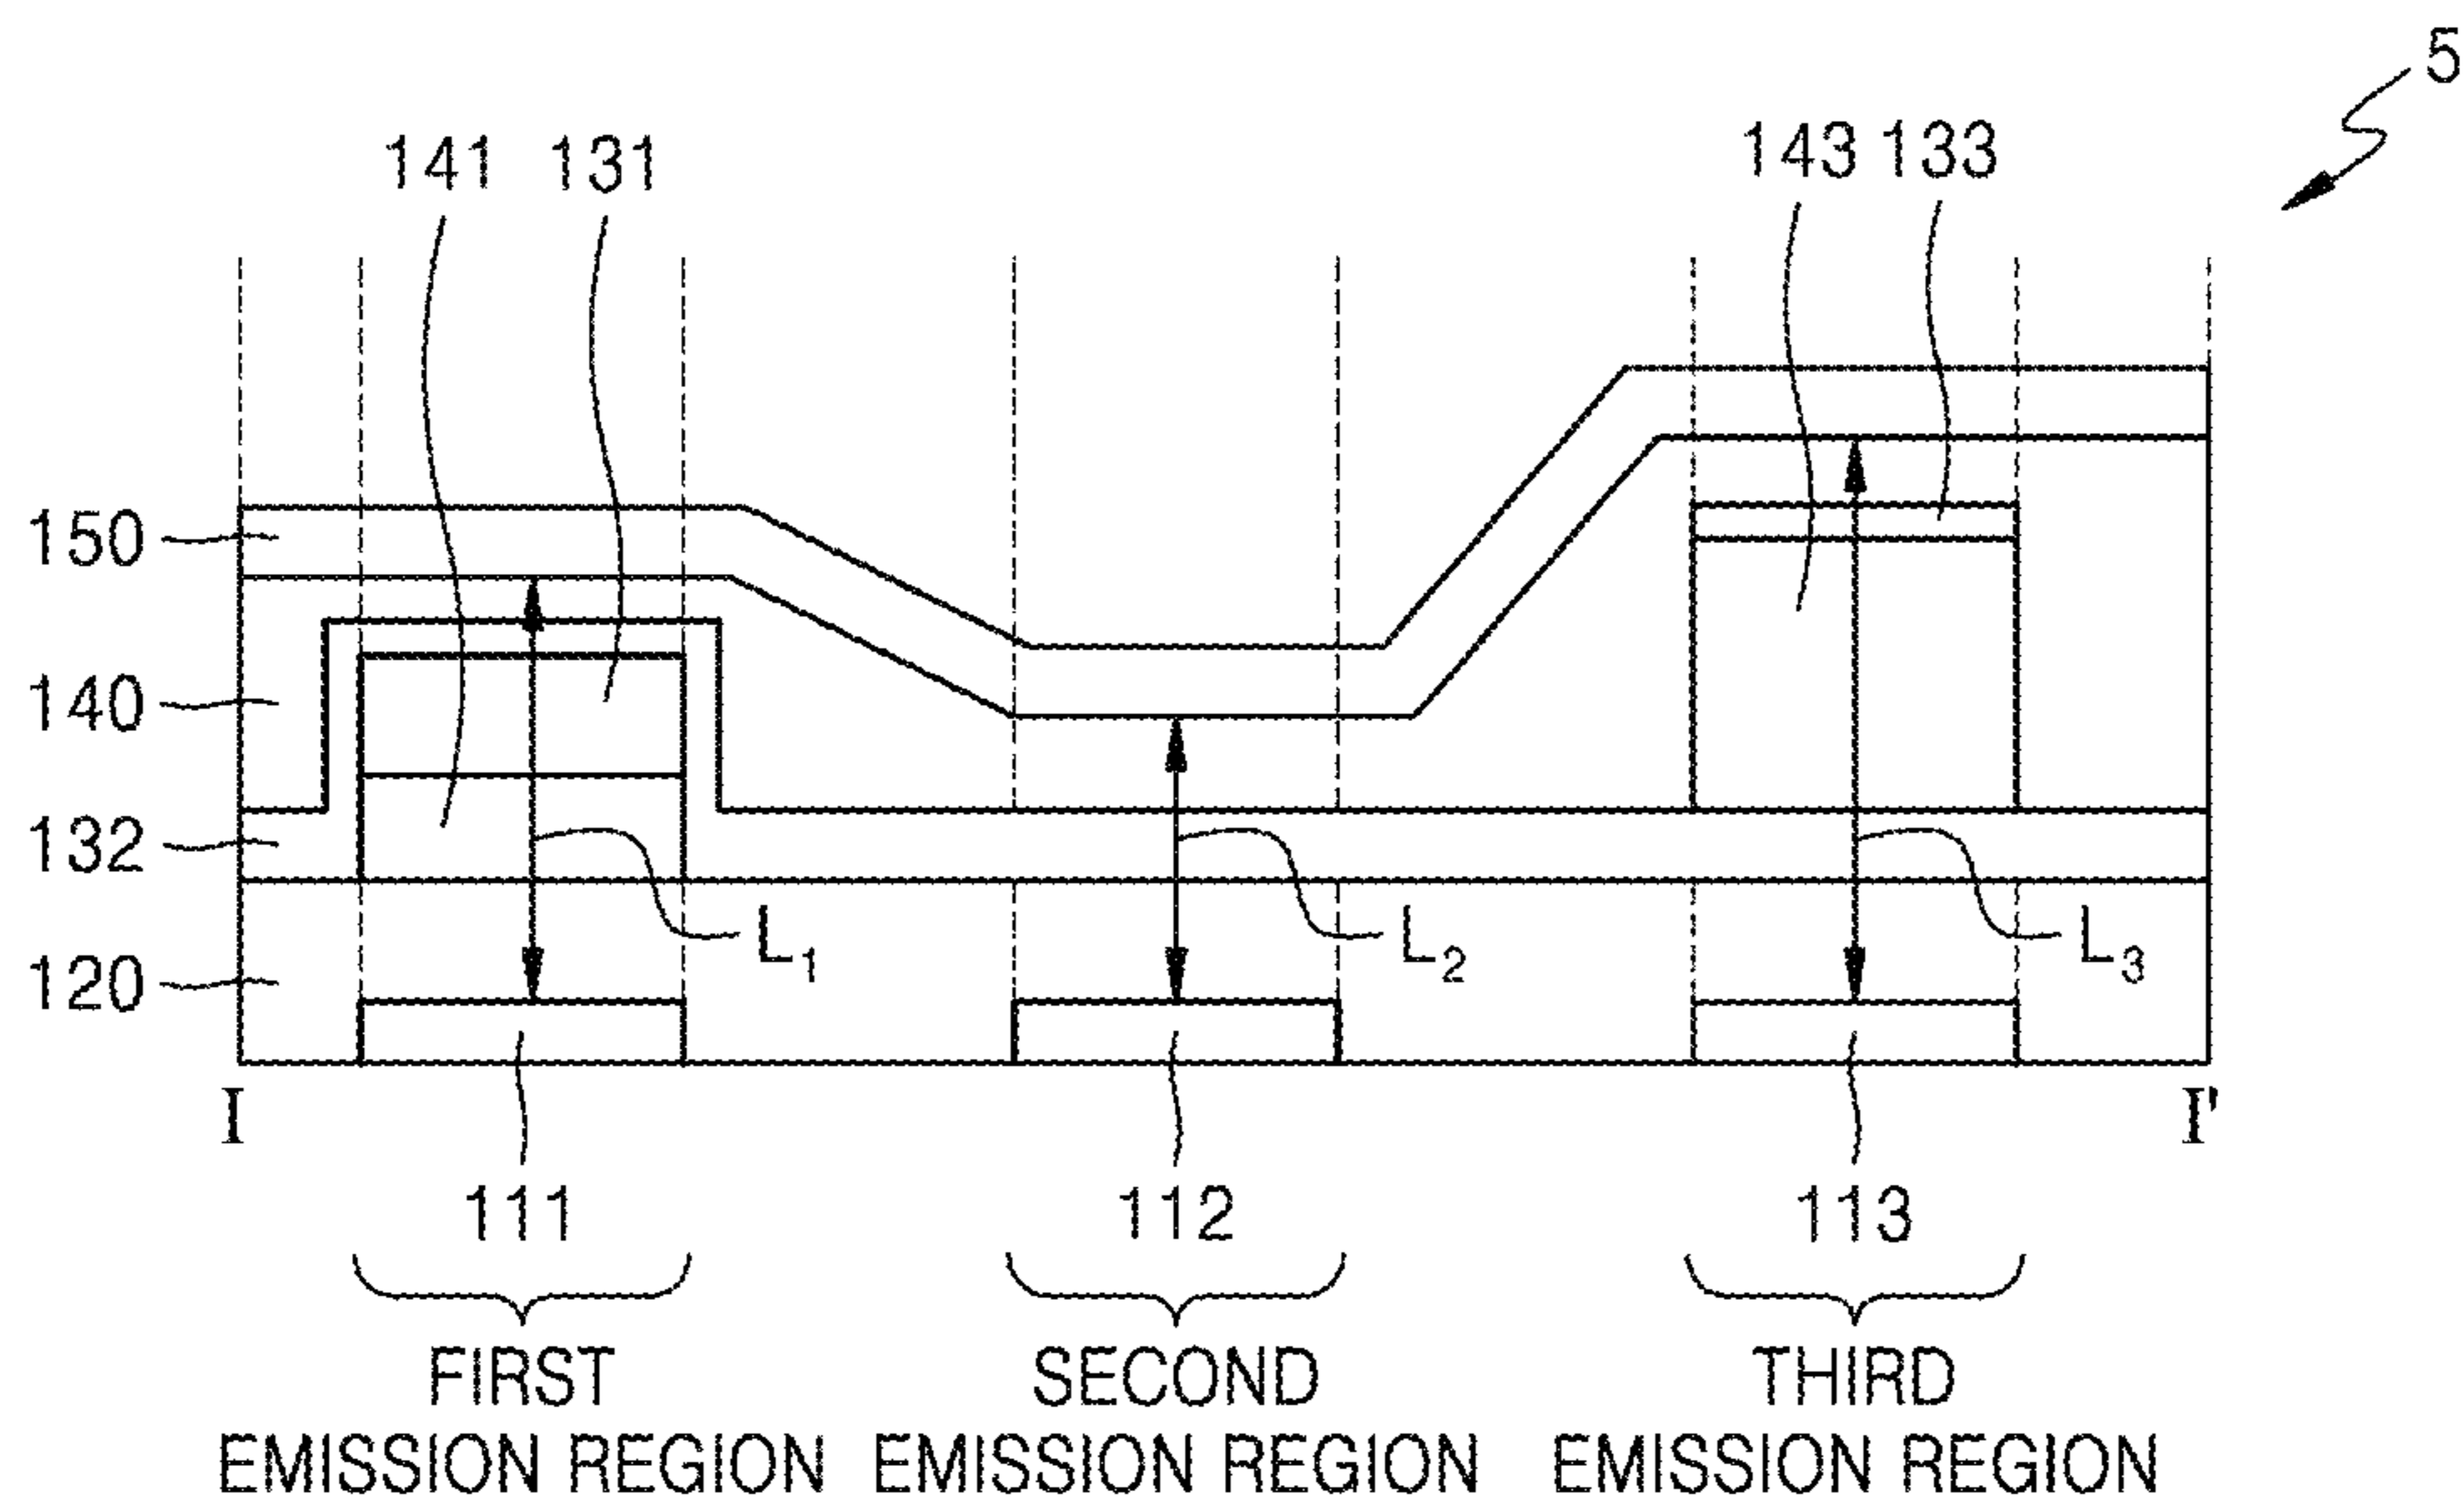 5
141 131
143 133
150
140
132
120
L1
L2
L3
I
I'
111
112
113
FIRST
EMISSION REGION
SECOND
EMISSION REGION
THIRD
EMISSION REGION